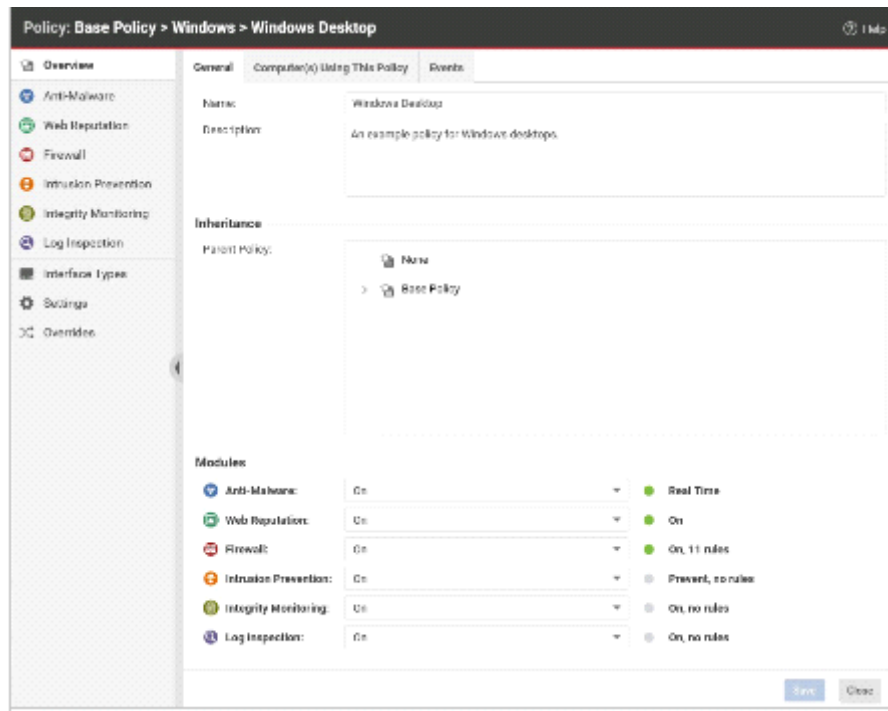 Policy: Base Policy > Windows > Windows Desktop
Help
Overview
General
Computer(s) Using This Policy
Events
Anti-Malware
Web Reputation
Firewall
Intrusion Prevention
Integrity Monitoring
Log Inspection
Interface Types
Settings
Overrides
Name:
Windows Desktop
Description:
An example policy for Windows desktops.
Inheritance
Parent Policy:
None
Base Policy
Modules
Anti-Malware:
On
Real Time
Web Reputation:
On
On
Firewall:
On
On, 11 rules
Intrusion Prevention:
On
Prevent, no rules
Integrity Monitoring:
On
On, no rules
Log Inspection:
On
On, no rules
Save
Close